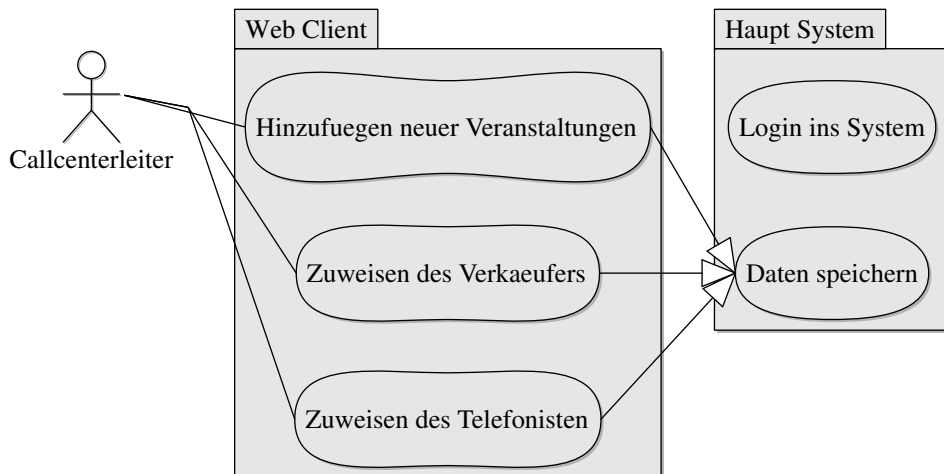 Web Client
Haupt System
Hinzufuegen neuer Veranstaltungen
Login ins System
Callcenterleiter
Zuweisen des Verkaeufers
Daten speichern
Zuweisen des Telefonisten